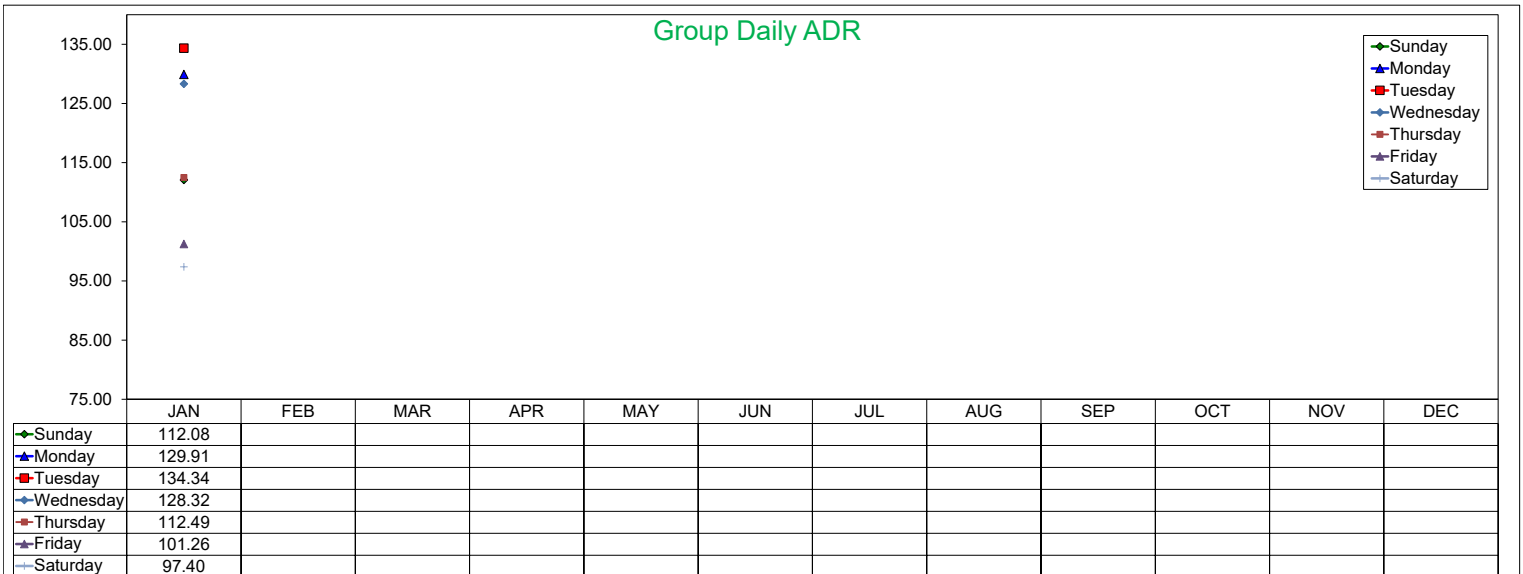 Group Daily ADR
135.00
125.00
115.00
105.00
95.00
85.00
75.00
Sunday
Monday
Tuesday
Wednesday
Thursday
Friday
Saturday
JAN FEB MAR APR MAY JUN JUL AUG SEP OCT NOV DEC
Sunday 112.08
Monday 129.91
Tuesday 134.34
Wednesday 128.32
Thursday 112.49
Friday 101.26
Saturday 97.40